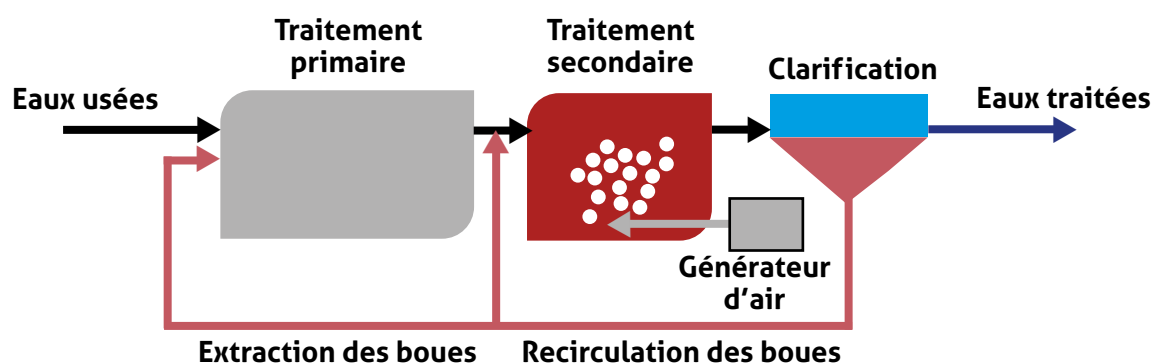 Traitement
primaire
Traitement
secondaire
Clarification
Eaux usées
Eaux traitées
Générateur
d'air
Extraction des boues
Recirculation des boues